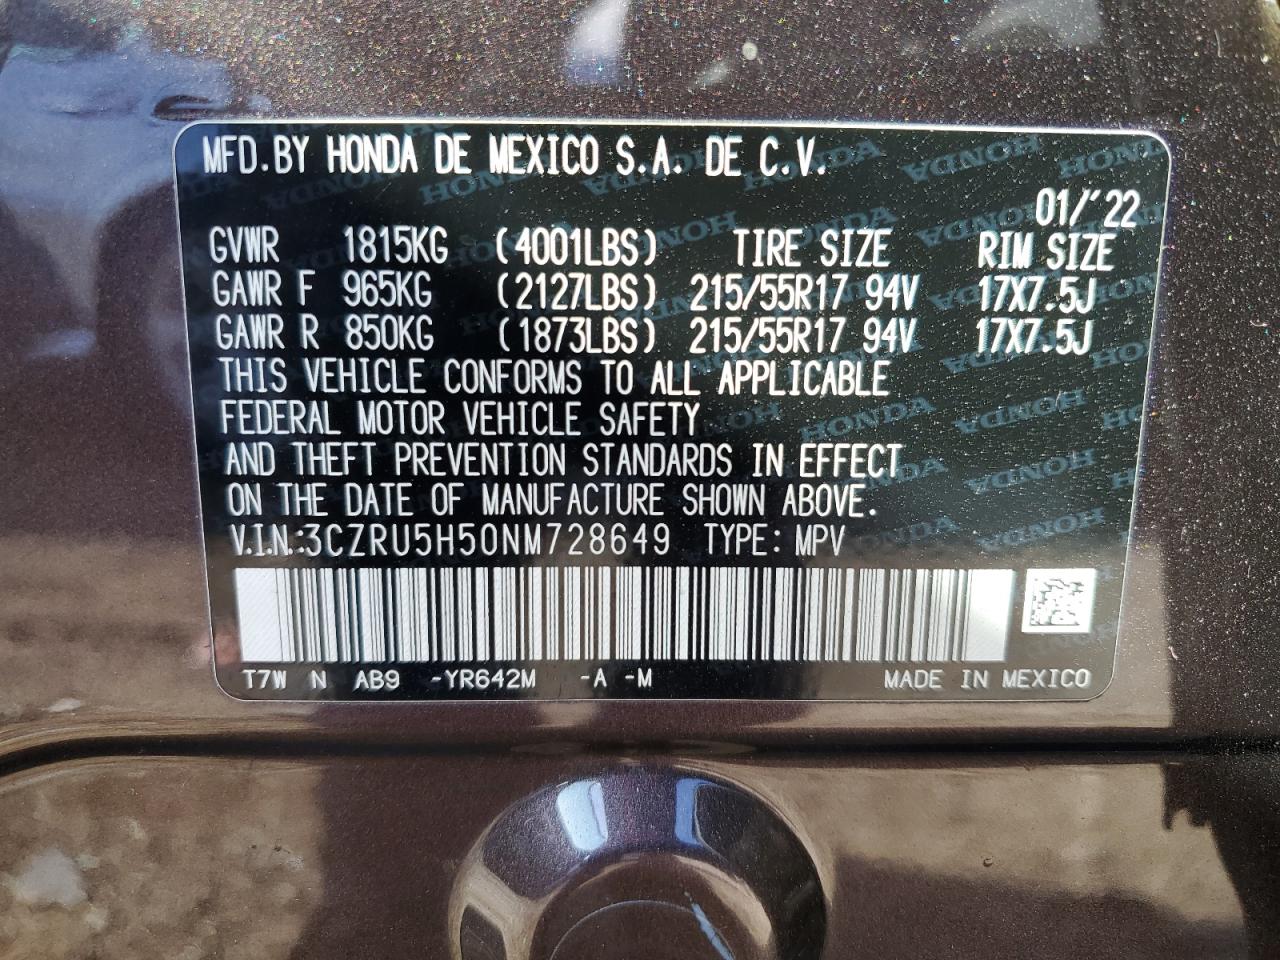 MFD.BY HONDA DE MEXICO S.A. DE C.V.
01/'22
GVWR 1815KG (4001LBS) TIRE SIZE RIM SIZE
GAWR F 965KG (2127LBS) 215/55R17 94V 17X7.5J
GAWR R 850KG (1873LBS) 215/55R17 94V 17X7.5J
THIS VEHICLE CONFORMS TO ALL APPLICABLE
FEDERAL MOTOR VEHICLE SAFETY
AND THEFT PREVENTION STANDARDS IN EFFECT
ON THE DATE OF MANUFACTURE SHOWN ABOVE.
V.I.N.:3CZRU5H50NM728649 TYPE: MPV
T7W N AB9 -YR642M -A -M MADE IN MEXICO